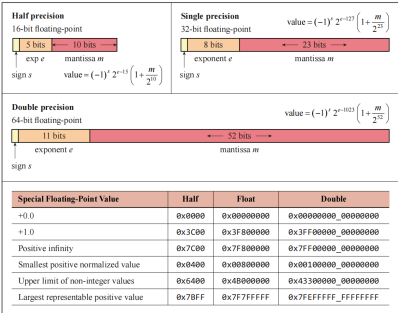 Half precision
16-bit floating-point
5 bits
10 bits
exp e
mantissa m
sign s
value = (−1)^s 2^(e−15) (1 + m/2^10)
Single precision
32-bit floating-point
value = (−1)^s 2^(e−127) (1 + m/2^23)
8 bits
23 bits
exponent e
mantissa m
sign s
Double precision
64-bit floating-point
value = (−1)^s 2^(e−1023) (1 + m/2^52)
11 bits
52 bits
exponent e
mantissa m
sign s
Special Floating-Point Value Half Float Double
+0.0 0x0000 0x00000000 0x00000000_00000000
+1.0 0x3C00 0x3F800000 0x3FF00000_00000000
Positive infinity 0x7C00 0x7F800000 0x7FF00000_00000000
Smallest positive normalized value 0x0400 0x00800000 0x00100000_00000000
Upper limit of non-integer values 0x6400 0x4B000000 0x43300000_00000000
Largest representable positive value 0x7BFF 0x7F7FFFFF 0x7FEFFFFF_FFFFFFFF